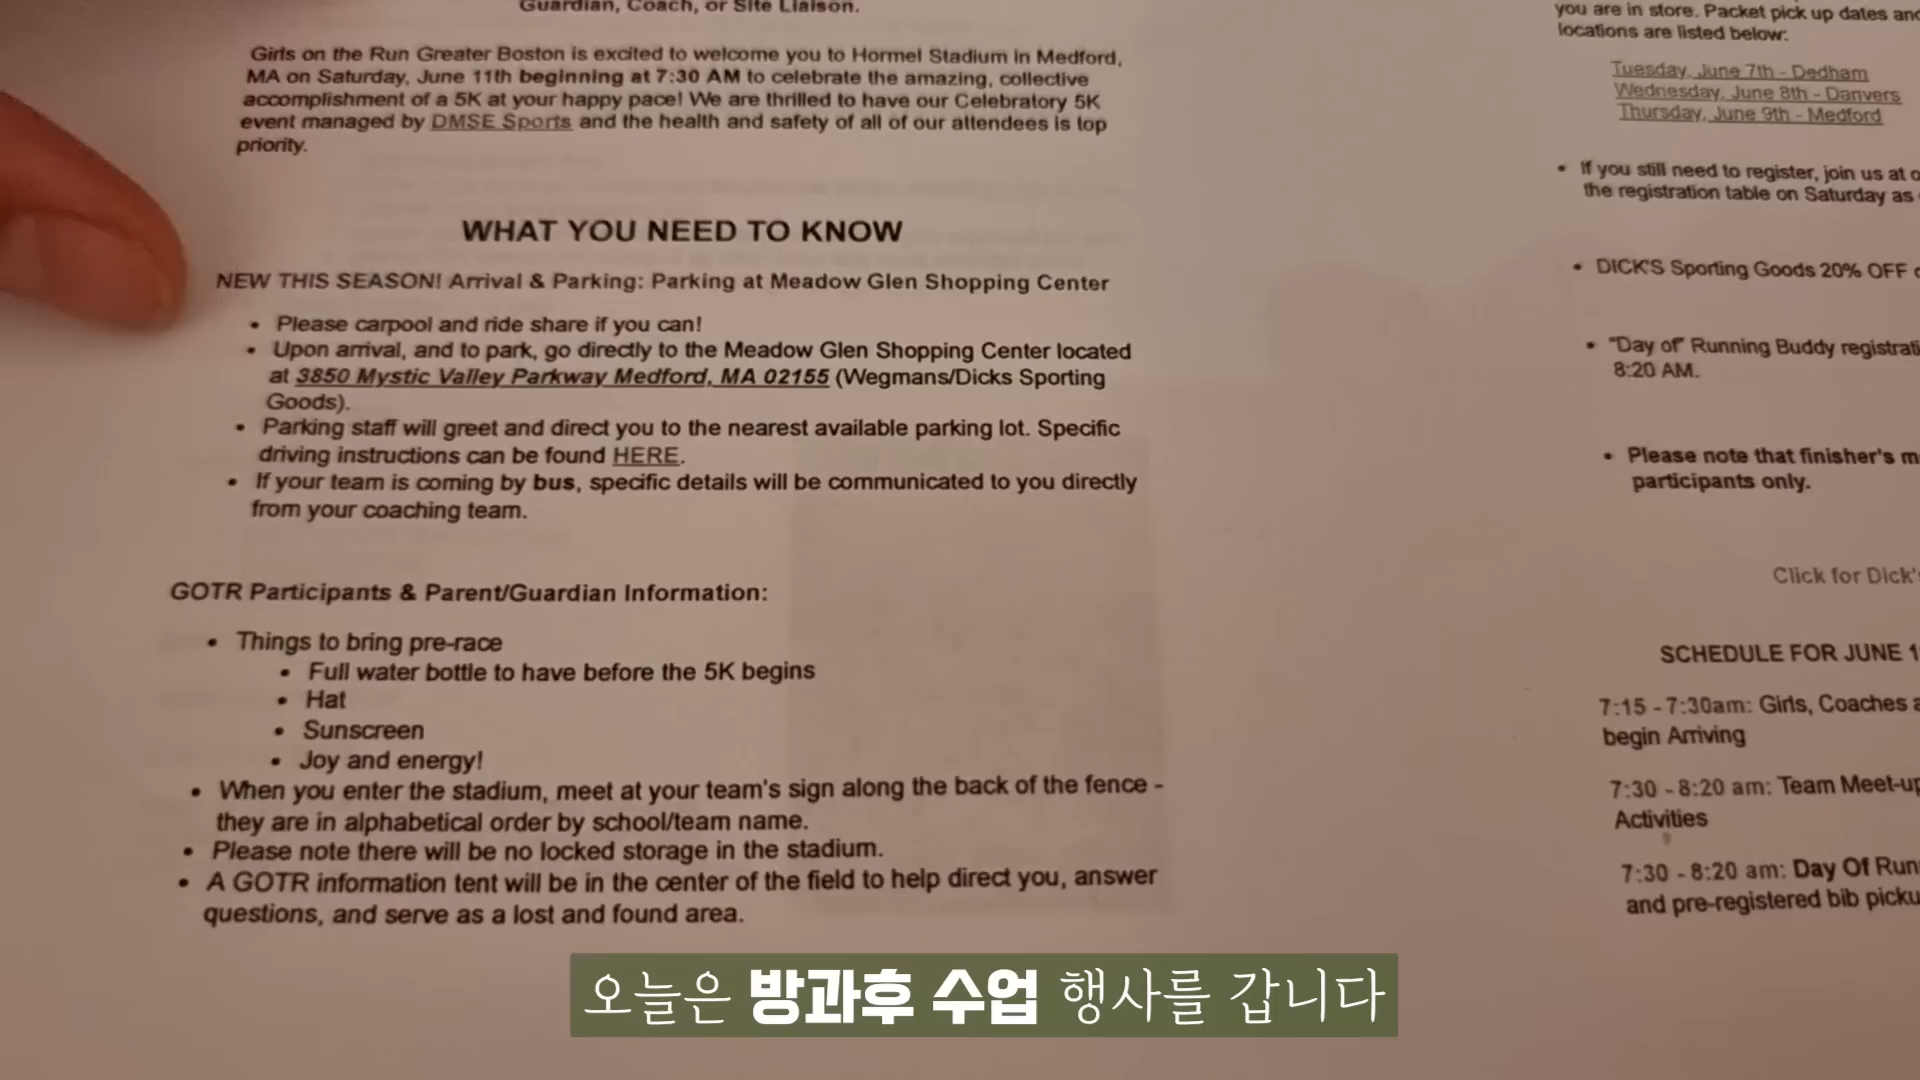 Guardian, Coach, or Site Liaison.
Girls on the Run Greater Boston is excited to welcome you to Hormel Stadium in Medford,
MA on Saturday, June 11th beginning at 7:30 AM to celebrate the amazing, collective
accomplishment of a 5K at your happy pace! We are thrilled to have our Celebratory 5K
event managed by DMSE Sports and the health and safety of all of our attendees is top
priority.
WHAT YOU NEED TO KNOW
NEW THIS SEASON! Arrival & Parking: Parking at Meadow Glen Shopping Center
• Please carpool and ride share if you can!
• Upon arrival, and to park, go directly to the Meadow Glen Shopping Center located
at 3850 Mystic Valley Parkway Medford, MA 02155 (Wegmans/Dicks Sporting
Goods).
• Parking staff will greet and direct you to the nearest available parking lot. Specific
driving instructions can be found HERE.
• If your team is coming by bus, specific details will be communicated to you directly
from your coaching team.
GOTR Participants & Parent/Guardian Information:
• Things to bring pre-race
• Full water bottle to have before the 5K begins
• Hat
• Sunscreen
• Joy and energy!
• When you enter the stadium, meet at your team's sign along the back of the fence -
they are in alphabetical order by school/team name.
• Please note there will be no locked storage in the stadium.
• A GOTR information tent will be in the center of the field to help direct you, answer
questions, and serve as a lost and found area.
you are in store. Packet pick up dates and
locations are listed below:
Tuesday, June 7th - Dedham
Wednesday, June 8th - Danvers
Thursday, June 9th - Medford
• If you still need to register, join us at
the registration table on Saturday as
• DICK'S Sporting Goods 20% OFF
• "Day of" Running Buddy
8:20 AM.
• Please note that finisher's
participants only.
Click for Dick's
SCHEDULE FOR JUNE
7:15 - 7:30am: Girls, Coaches
begin Arriving
7:30 - 8:20 am: Team Meet-up
Activities
7:30 - 8:20 am: Day Of
and pre-registered bib
오늘은 방과후 수업 행사를 갑니다